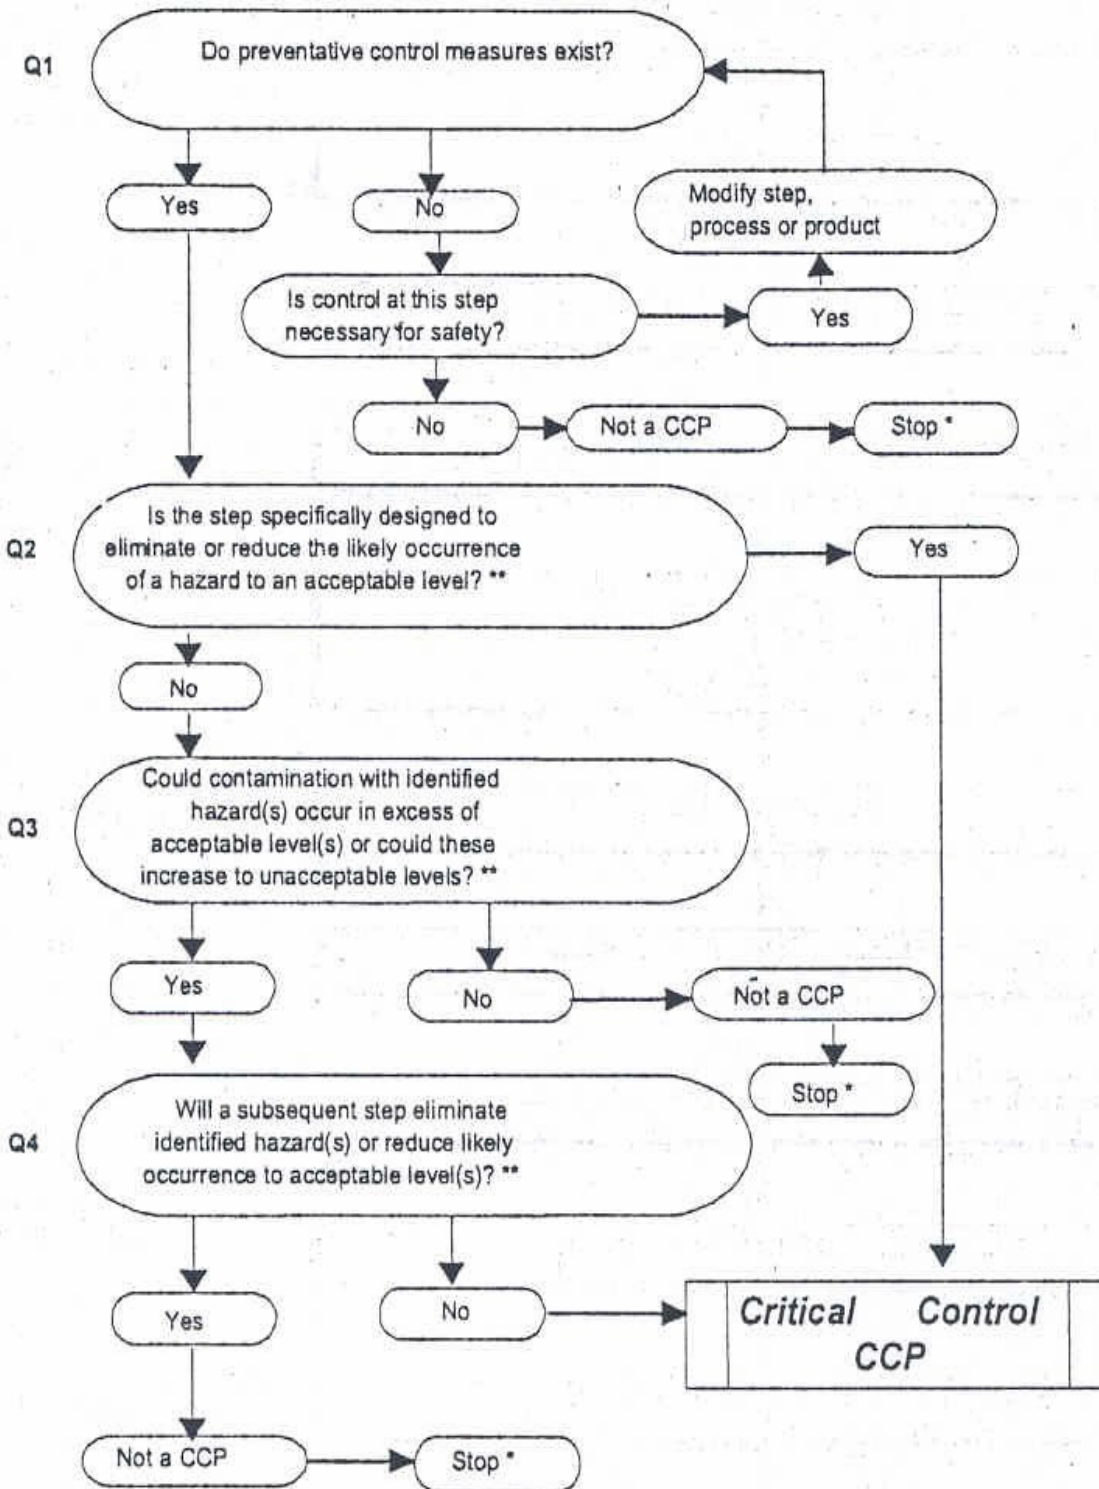 Q1
Do preventative control measures exist?
Yes
No
Modify step,
process or product
Is control at this step
necessary for safety?
Yes
No
Not a CCP
Stop *
Q2
Is the step specifically designed to
eliminate or reduce the likely occurrence
of a hazard to an acceptable level? **
Yes
No
Q3
Could contamination with identified
hazard(s) occur in excess of
acceptable level(s) or could these
increase to unacceptable levels? **
Yes
No
Not a CCP
Stop *
Q4
Will a subsequent step eliminate
identified hazard(s) or reduce likely
occurrence to acceptable level(s)? **
Yes
No
Critical Control
CCP
Not a CCP
Stop *